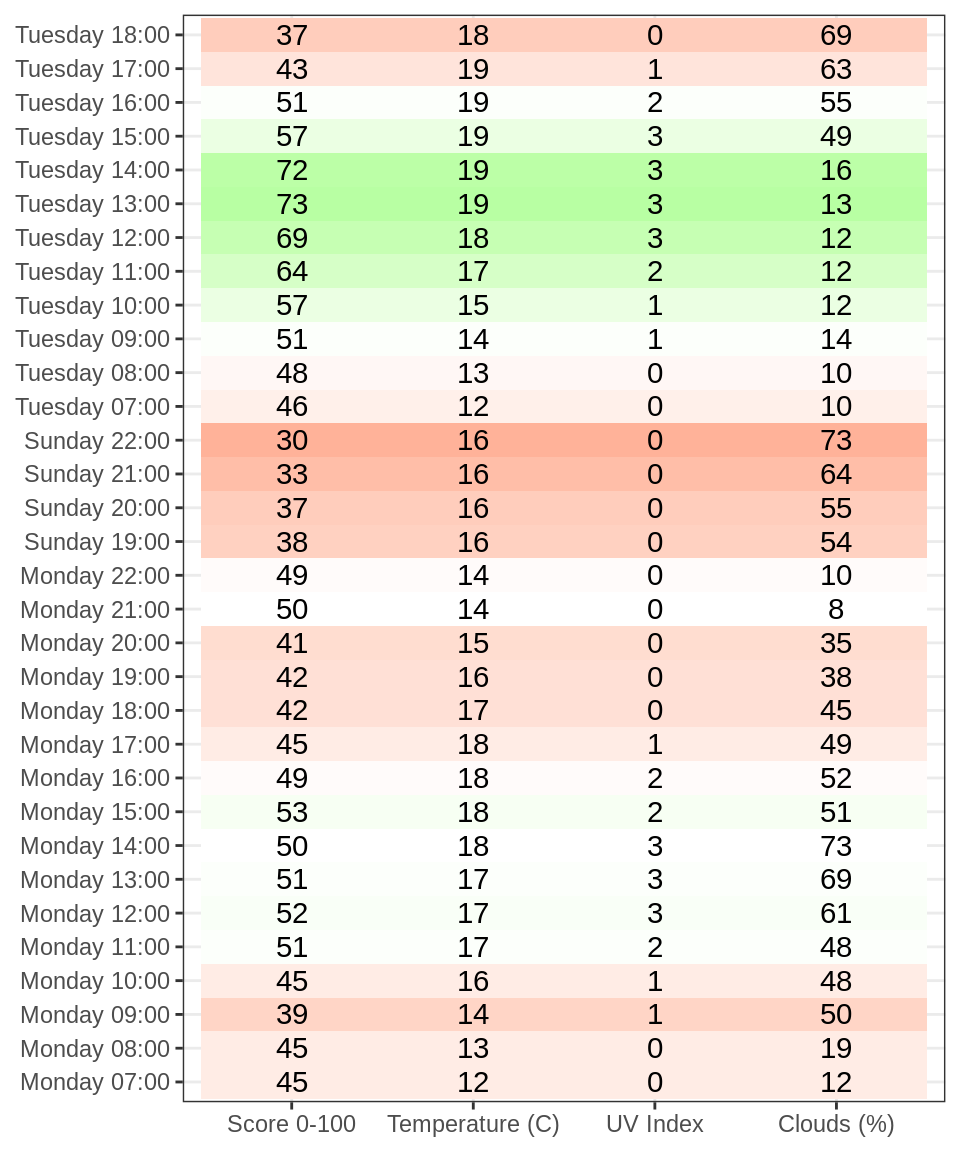 Tuesday 18:00 37 18 0 69
Tuesday 17:00 43 19 1 63
Tuesday 16:00 51 19 2 55
Tuesday 15:00 57 19 3 49
Tuesday 14:00 72 19 3 16
Tuesday 13:00 73 19 3 13
Tuesday 12:00 69 18 3 12
Tuesday 11:00 64 17 2 12
Tuesday 10:00 57 15 1 12
Tuesday 09:00 51 14 1 14
Tuesday 08:00 48 13 0 10
Tuesday 07:00 46 12 0 10
Sunday 22:00 30 16 0 73
Sunday 21:00 33 16 0 64
Sunday 20:00 37 16 0 55
Sunday 19:00 38 16 0 54
Monday 22:00 49 14 0 10
Monday 21:00 50 14 0 8
Monday 20:00 41 15 0 35
Monday 19:00 42 16 0 38
Monday 18:00 42 17 0 45
Monday 17:00 45 18 1 49
Monday 16:00 49 18 2 52
Monday 15:00 53 18 2 51
Monday 14:00 50 18 3 73
Monday 13:00 51 17 3 69
Monday 12:00 52 17 3 61
Monday 11:00 51 17 2 48
Monday 10:00 45 16 1 48
Monday 09:00 39 14 1 50
Monday 08:00 45 13 0 19
Monday 07:00 45 12 0 12
Score 0-100 Temperature (C) UV Index Clouds (%)